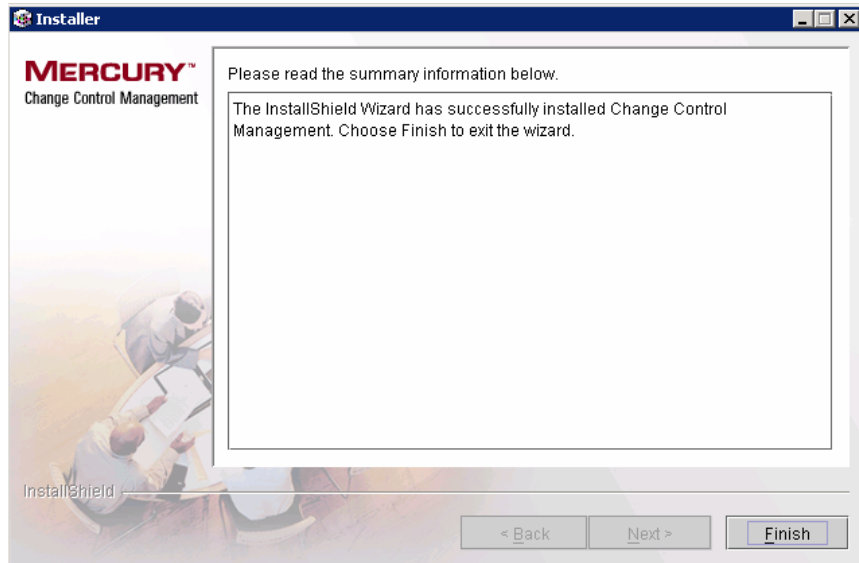 Installer
MERCURY™
Change Control Management
Please read the summary information below.
The InstallShield Wizard has successfully installed Change Control
Management. Choose Finish to exit the wizard.
InstallShield
< Back
Next >
Finish